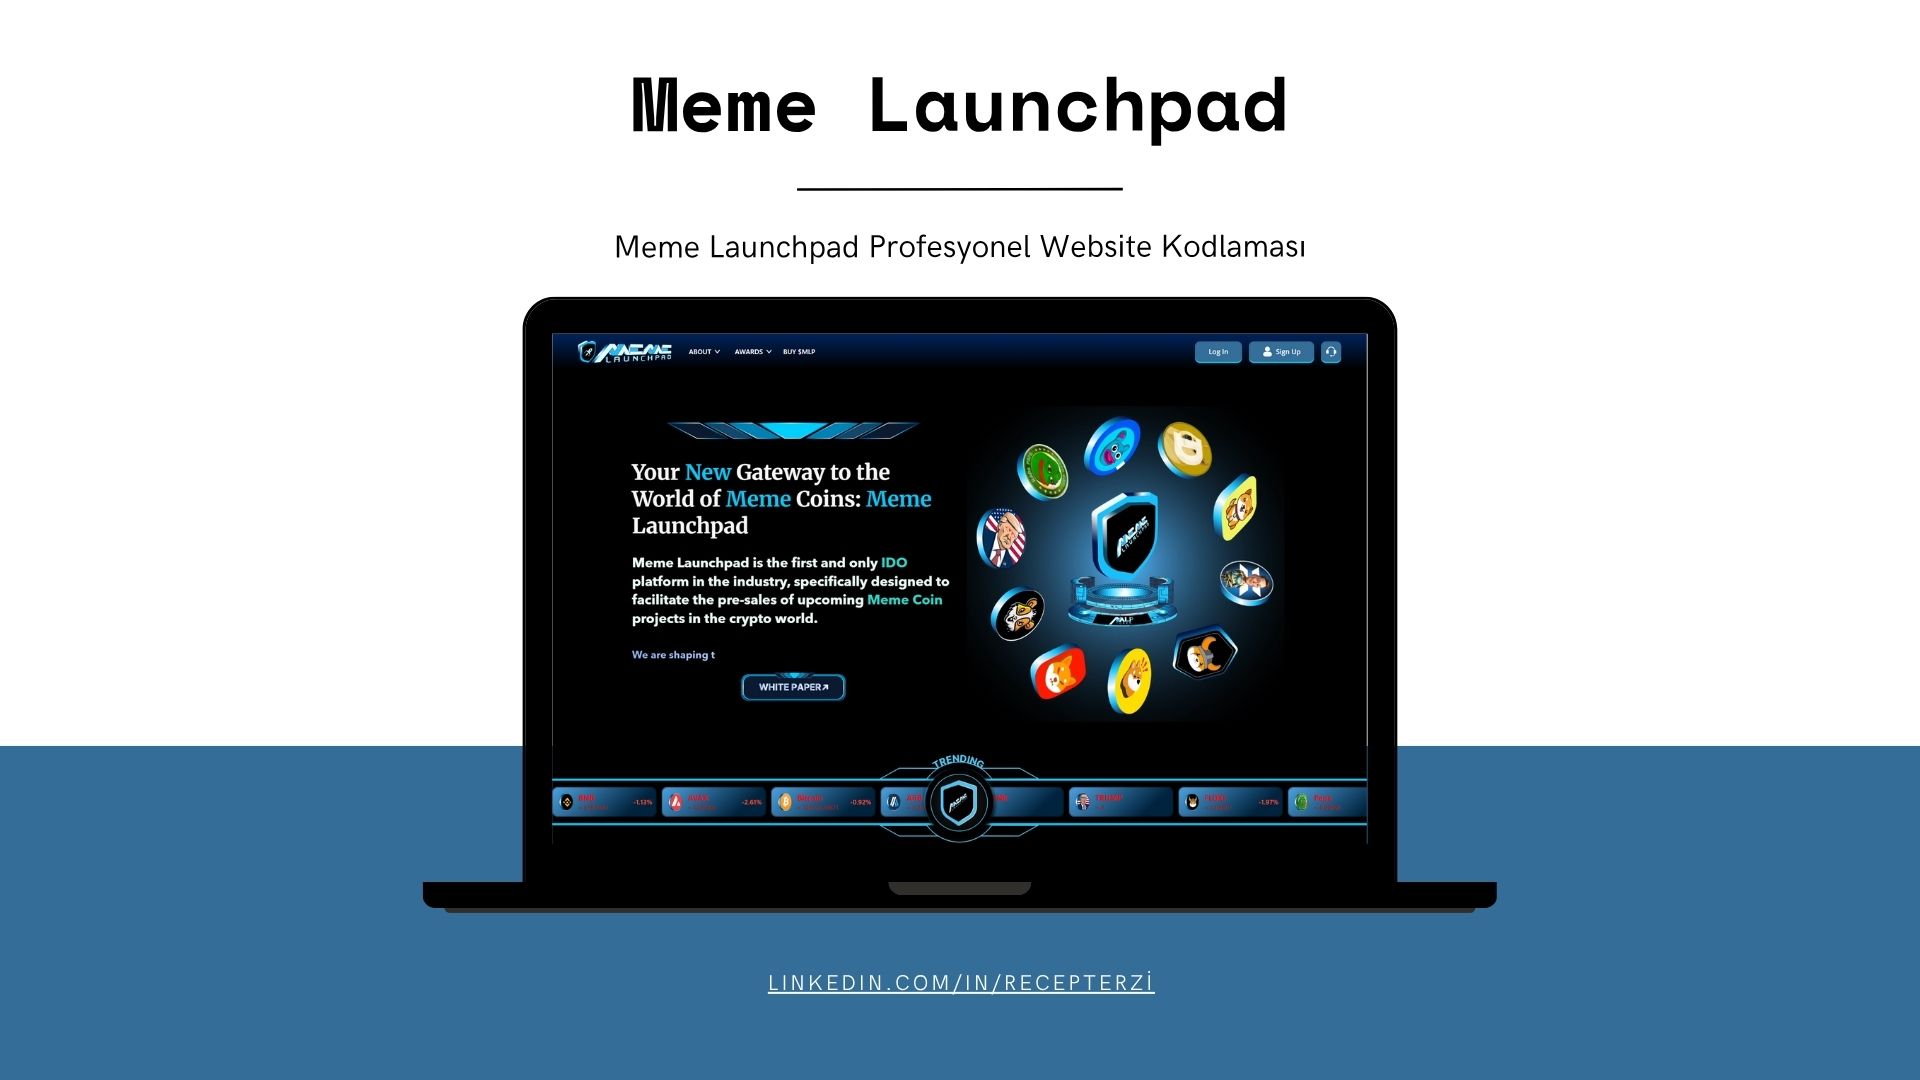 Meme Launchpad
Meme Launchpad Profesyonel Website Kodlaması
MEME
LAUNCHPAD
ABOUT AWARDS BUY $MLP Log In Sign Up
Your New Gateway to the
World of Meme Coins: Meme
Launchpad
Meme Launchpad is the first and only IDO
platform in the industry, specifically designed to
facilitate the pre-sales of upcoming Meme Coin
projects in the crypto world.
We are shaping t
WHITE PAPER
MEME
LAUNCHPAD
MLP
TRENDING
BNB -1.13% AVAX -2.61% Bitcoin -0.92% TRUMP FLOKI -1.97% Pepe
LINKEDIN.COM/IN/RECEPTERZİ